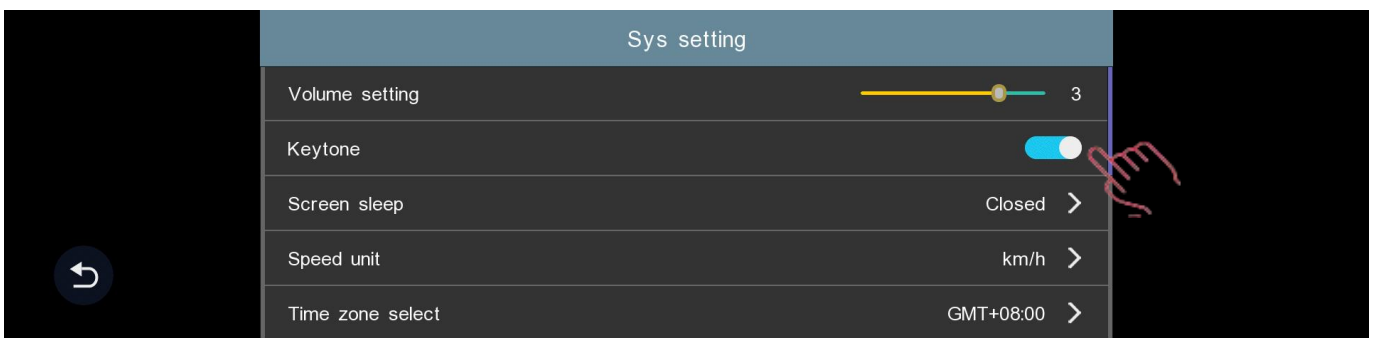 Sys setting
Volume setting 3
Keytone
Screen sleep Closed
Speed unit km/h
Time zone select GMT+08:00